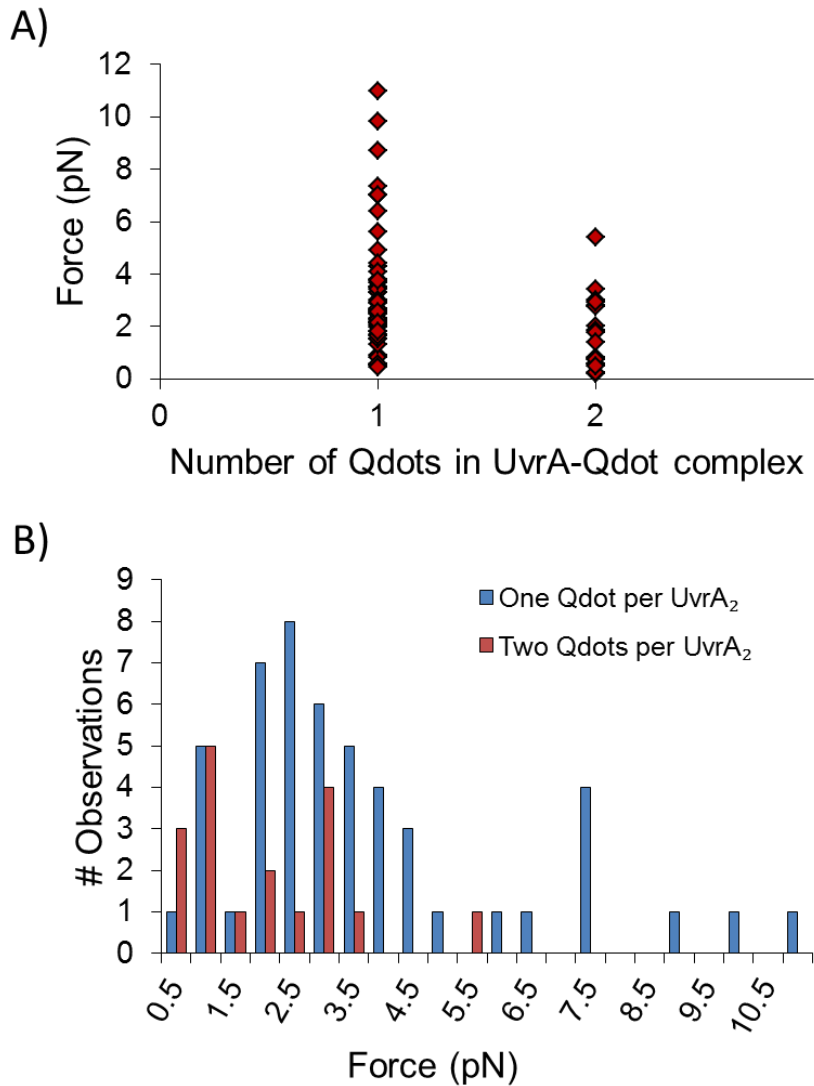 A)
Force (pN)
12
10
8
6
4
2
0
0 1 2
Number of Qdots in UvrA-Qdot complex
B)
# Observations
9
8
7
6
5
4
3
2
1
0
One Qdot per UvrA₂
Two Qdots per UvrA₂
0.5 1.5 2.5 3.5 4.5 5.5 6.5 7.5 8.5 9.5 10.5
Force (pN)